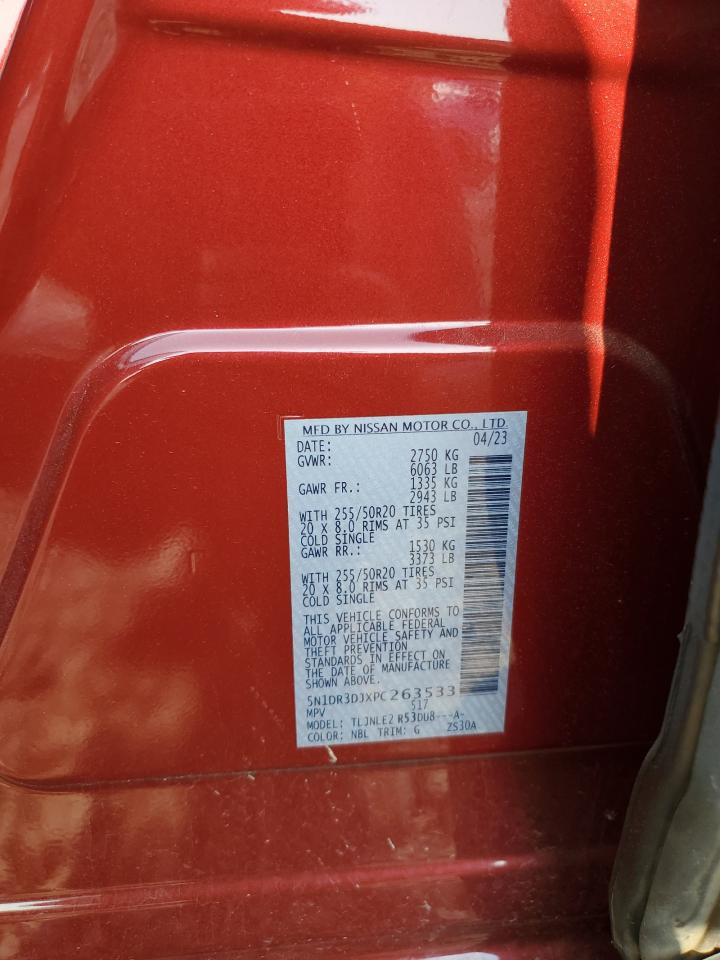 MFD BY NISSAN MOTOR CO., LTD.
DATE: 04/23
GVWR: 2750 KG
6063 LB
GAWR FR.: 1335 KG
2943 LB
WITH 255/50R20 TIRES
20 X 8.0 RIMS AT 35 PSI
COLD SINGLE
GAWR RR.: 1530 KG
3373 LB
WITH 255/50R20 TIRES
20 X 8.0 RIMS AT 35 PSI
COLD SINGLE
THIS VEHICLE CONFORMS TO
ALL APPLICABLE FEDERAL
MOTOR VEHICLE SAFETY AND
THEFT PREVENTION
STANDARDS IN EFFECT ON
THE DATE OF MANUFACTURE
SHOWN ABOVE.
5N1DR3DJXPC263533
MPV 517
MODEL: TLJNLE2 R53DU8---A-
COLOR: NBL TRIM: G ZS30A